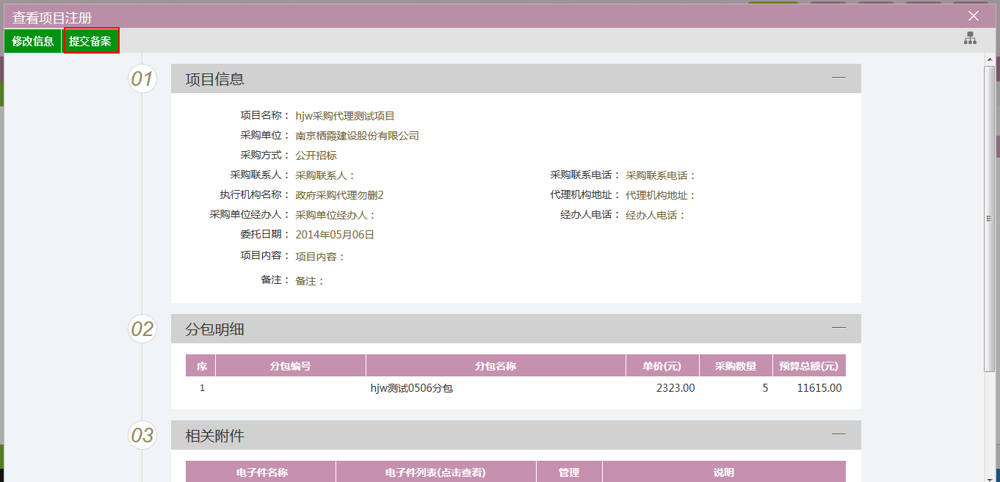 查看项目注册
修改信息 提交备案
01 项目信息
项目名称： hjw采购代理测试项目
采购单位： 南京栖霞建设股份有限公司
采购方式： 公开招标
采购联系人： 采购联系人： 采购联系电话： 采购联系电话：
执行机构名称： 政府采购代理勿删2 代理机构地址： 代理机构地址：
采购单位经办人： 采购单位经办人： 经办人电话： 经办人电话：
委托日期： 2014年05月06日
项目内容： 项目内容：
备注： 备注：
02 分包明细
序 分包编号 分包名称 单价(元) 采购数量 预算总额(元)
1 hjw测试0506分包 2323.00 5 11615.00
03 相关附件
电子件名称 电子件列表(点击查看) 管理 说明